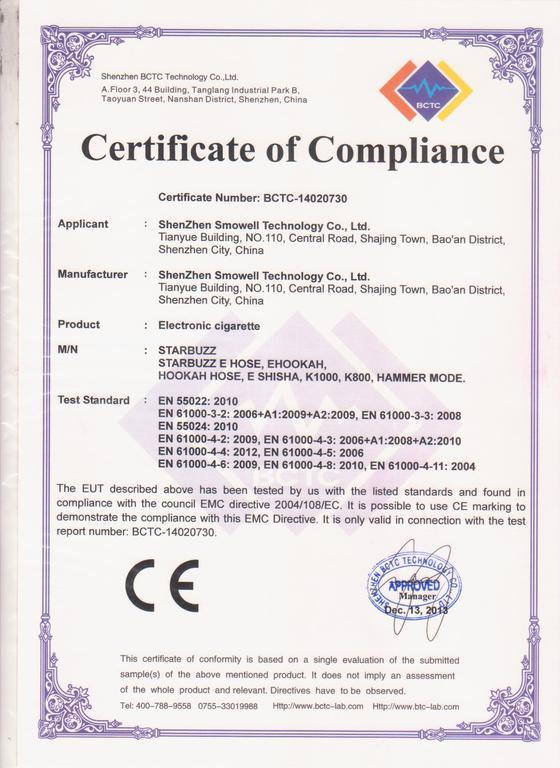 Shenzhen BCTC Technology Co.,Ltd.
A.Floor 3, 44 Building, Tanglang Industrial Park B,
Taoyuan Street, Nanshan District, Shenzhen, China
BCTC
Certificate of Compliance
Certificate Number: BCTC-14020730
Applicant : ShenZhen Smowell Technology Co., Ltd.
Tianyue Building, NO.110, Central Road, Shajing Town, Bao'an District,
Shenzhen City, China
Manufacturer : ShenZhen Smowell Technology Co., Ltd.
Tianyue Building, NO.110, Central Road, Shajing Town, Bao'an District,
Shenzhen City, China
Product : Electronic cigarette
M/N : STARBUZZ
STARBUZZ E HOSE, EHOOKAH,
HOOKAH HOSE, E SHISHA, K1000, K800, HAMMER MODE.
Test Standard : EN 55022: 2010
EN 61000-3-2: 2006+A1:2009+A2:2009, EN 61000-3-3: 2008
EN 55024: 2010
EN 61000-4-2: 2009, EN 61000-4-3: 2006+A1:2008+A2:2010
EN 61000-4-4: 2012, EN 61000-4-5: 2006
EN 61000-4-6: 2009, EN 61000-4-8: 2010, EN 61000-4-11: 2004
BCTC
The EUT described above has been tested by us with the listed standards and found in
compliance with the council EMC directive 2004/108/EC. It is possible to use CE marking to
demonstrate the compliance with this EMC Directive. It is only valid in connection with the test
report number: BCTC-14020730.
CE
SHENZHEN BCTC TECHNOLOGY CO., LTD
APPROVED
Manager
Dec. 13, 2013
This certificate of conformity is based on a single evaluation of the submitted
sample(s) of the above mentioned product. It does not imply an assessment
of the whole product and relevant. Directives have to be observed.
Tel: 400-788-9558 0755-33019988 Http://www.bctc-lab.com Http://www.btc-lab.com